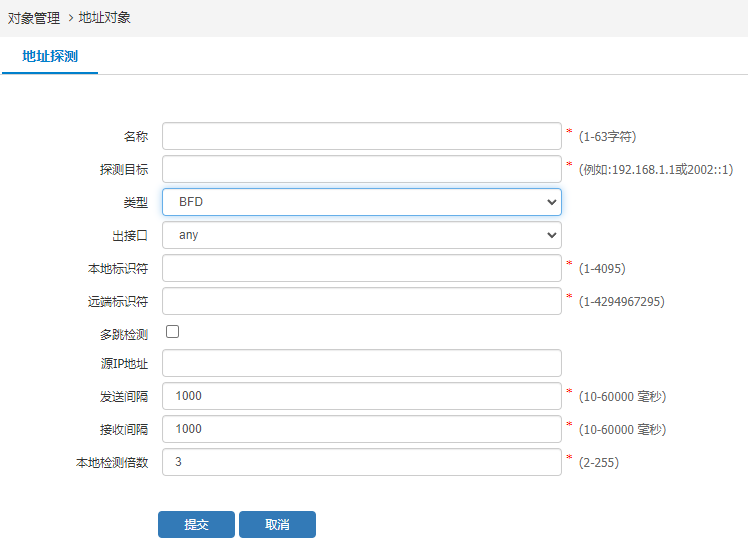 对象管理 > 地址对象
地址探测
名称 * (1-63字符)
探测目标 * (例如:192.168.1.1或2002::1)
类型 BFD
出接口 any
本地标识符 * (1-4095)
远端标识符 * (1-4294967295)
多跳检测
源IP地址
发送间隔 1000 * (10-60000 毫秒)
接收间隔 1000 * (10-60000 毫秒)
本地检测倍数 3 * (2-255)
提交 取消